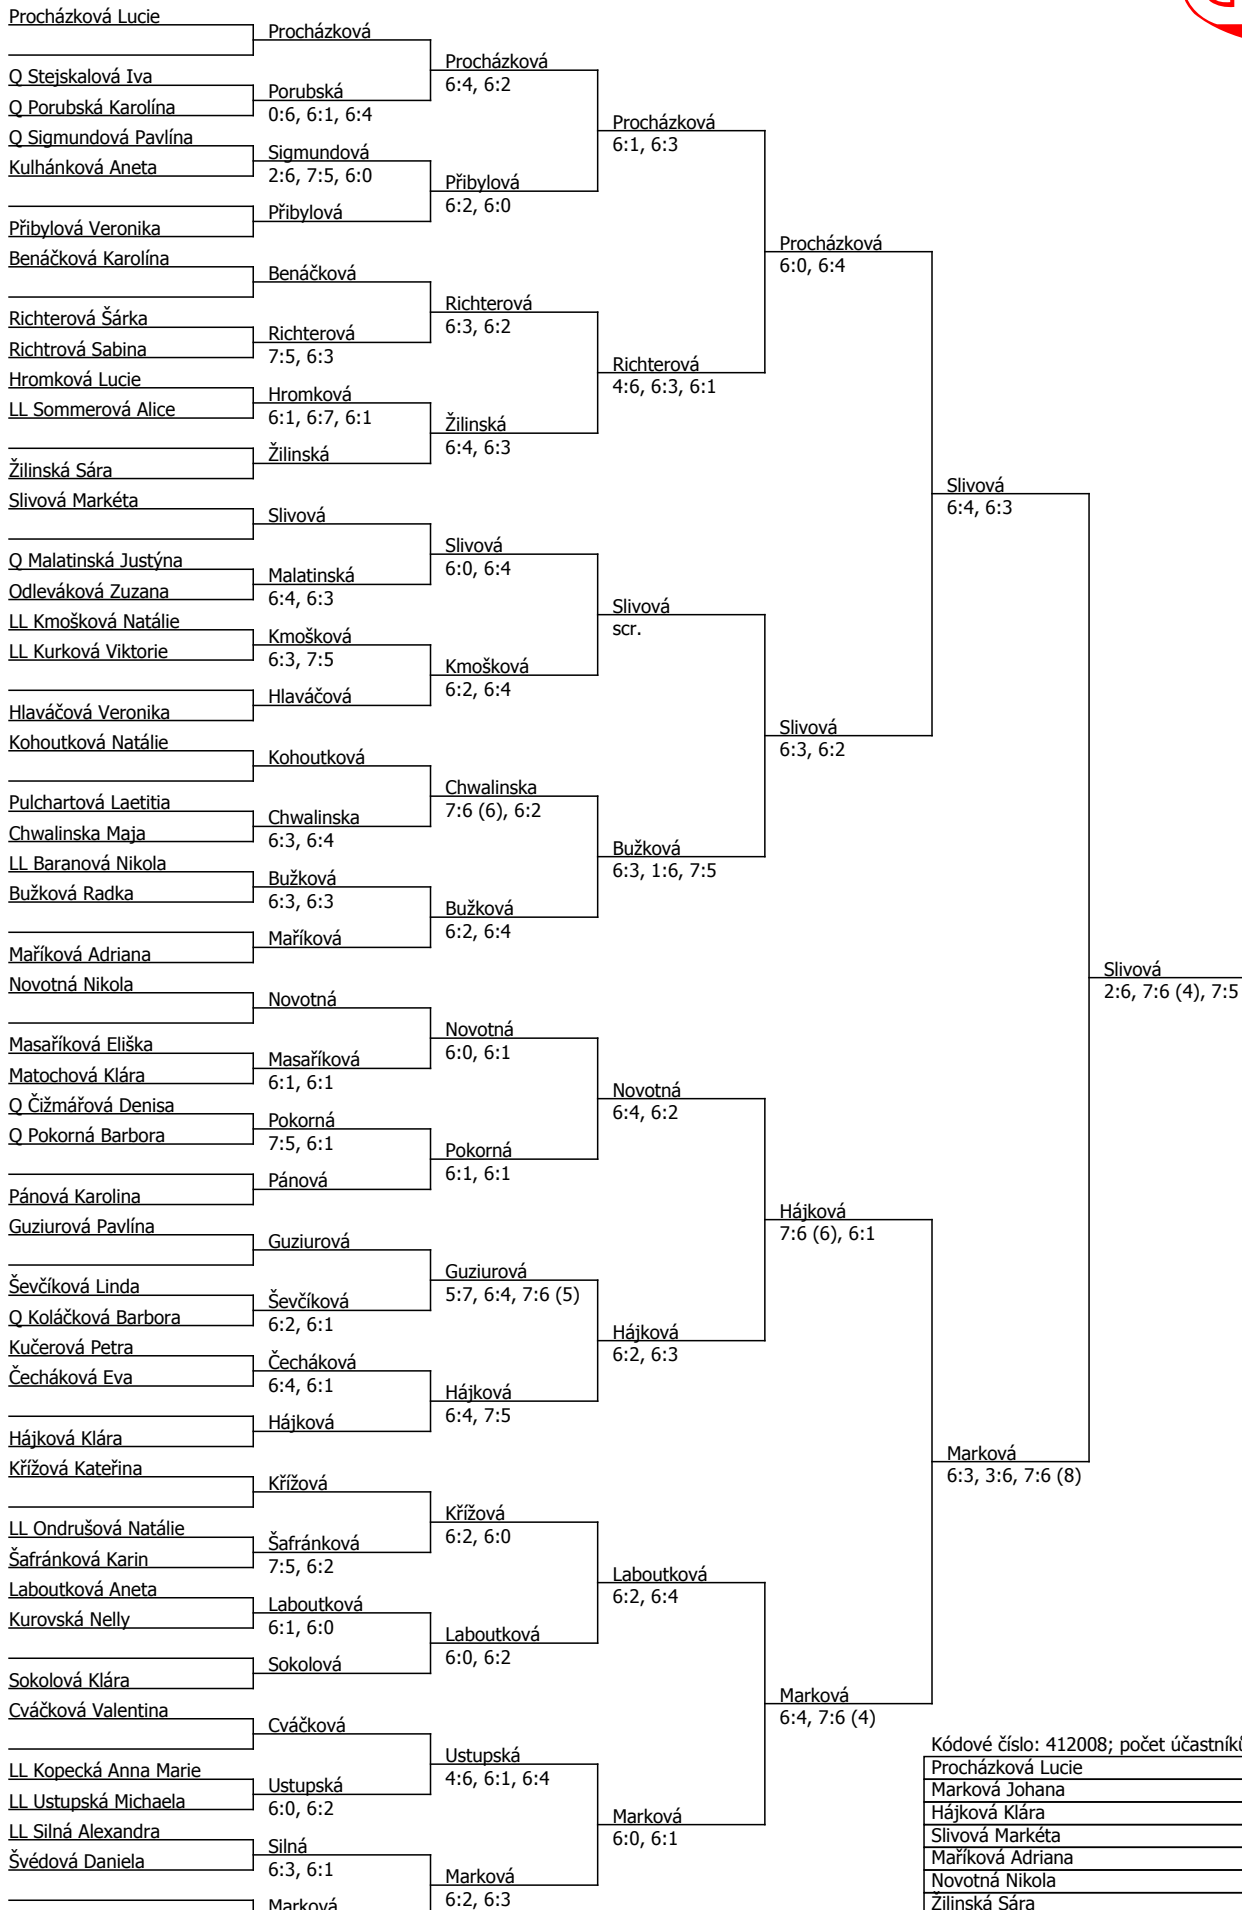 Procházková Lucie
Q Stejskalová Iva
Q Porubská Karolína
Q Sigmundová Pavlína
Kulhánková Aneta
Přibylová Veronika
Benáčková Karolína
Richterová Šárka
Richtrová Sabina
Hromková Lucie
LL Sommerová Alice
Žilinská Sára
Slivová Markéta
Q Malatinská Justýna
Odleváková Zuzana
LL Kmošková Natálie
LL Kurková Viktorie
Hlaváčová Veronika
Kohoutková Natálie
Pulchartová Laetitia
Chwalinska Maja
LL Baranová Nikola
Bužková Radka
Maříková Adriana
Novotná Nikola
Masaříková Eliška
Matochová Klára
Q Čižmářová Denisa
Q Pokorná Barbora
Pánová Karolina
Guziurová Pavlína
Ševčíková Linda
Q Koláčková Barbora
Kučerová Petra
Čecháková Eva
Hájková Klára
Křížová Kateřina
LL Ondrušová Natálie
Šafránková Karin
Laboutková Aneta
Kurovská Nelly
Sokolová Klára
Cváčková Valentina
LL Kopecká Anna Marie
LL Ustupská Michaela
LL Silná Alexandra
Švédová Daniela
Procházková
Porubská
0:6, 6:1, 6:4
Sigmundová
2:6, 7:5, 6:0
Přibylová
Benáčková
Richterová
7:5, 6:3
Hromková
6:1, 6:7, 6:1
Žilinská
Slivová
Malatinská
6:4, 6:3
Kmošková
6:3, 7:5
Hlaváčová
Kohoutková
Chwalinska
6:3, 6:4
Bužková
6:3, 6:3
Maříková
Novotná
Masaříková
6:1, 6:1
Pokorná
7:5, 6:1
Pánová
Guziurová
Ševčíková
6:2, 6:1
Čecháková
6:4, 6:1
Hájková
Křížová
Šafránková
7:5, 6:2
Laboutková
6:1, 6:0
Sokolová
Cváčková
Ustupská
6:0, 6:2
Silná
6:3, 6:1
Marková
Procházková
6:4, 6:2
Přibylová
6:2, 6:0
Richterová
6:3, 6:2
Žilinská
6:4, 6:3
Slivová
6:0, 6:4
Kmošková
6:2, 6:4
Chwalinska
7:6 (6), 6:2
Bužková
6:2, 6:4
Novotná
6:0, 6:1
Pokorná
6:1, 6:1
Guziurová
5:7, 6:4, 7:6 (5)
Hájková
6:4, 7:5
Křížová
6:2, 6:0
Laboutková
6:0, 6:2
Ustupská
4:6, 6:1, 6:4
Marková
6:2, 6:3
Procházková
6:1, 6:3
Richterová
4:6, 6:3, 6:1
Slivová
scr.
Bužková
6:3, 1:6, 7:5
Novotná
6:4, 6:2
Hájková
6:2, 6:3
Laboutková
6:2, 6:4
Marková
6:0, 6:1
Procházková
6:0, 6:4
Slivová
6:3, 6:2
Hájková
7:6 (6), 6:1
Marková
6:4, 7:6 (4)
Slivová
6:4, 6:3
Marková
6:3, 3:6, 7:6 (8)
Slivová
2:6, 7:6 (4), 7:5
Kódové číslo: 412008; počet účastníků
Procházková Lucie
Marková Johana
Hájková Klára
Slivová Markéta
Maříková Adriana
Novotná Nikola
Žilinská Sára